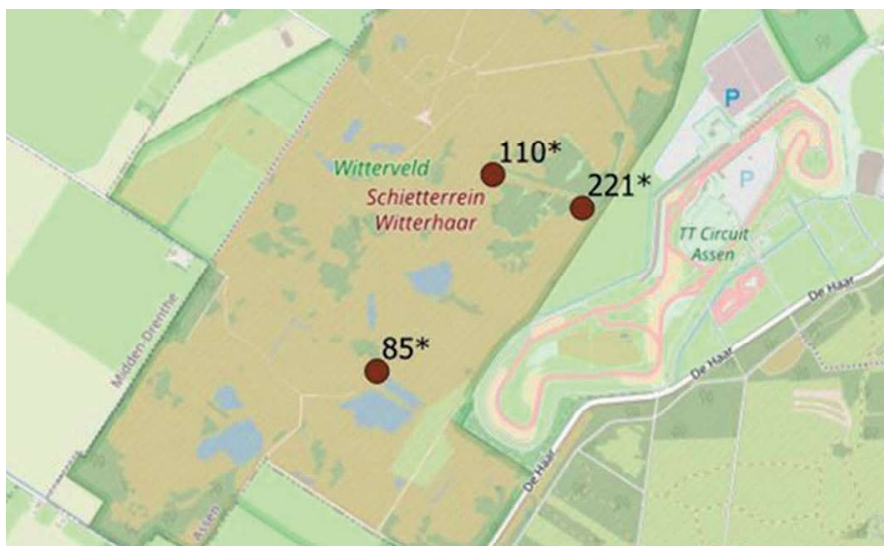 P
110*
Witterveld
Schietterrein
Witterhaar
221*
P
TT Circuit
Assen
De Haar
Midden-Drenthe
85*
De Haar
De Haar
Assen